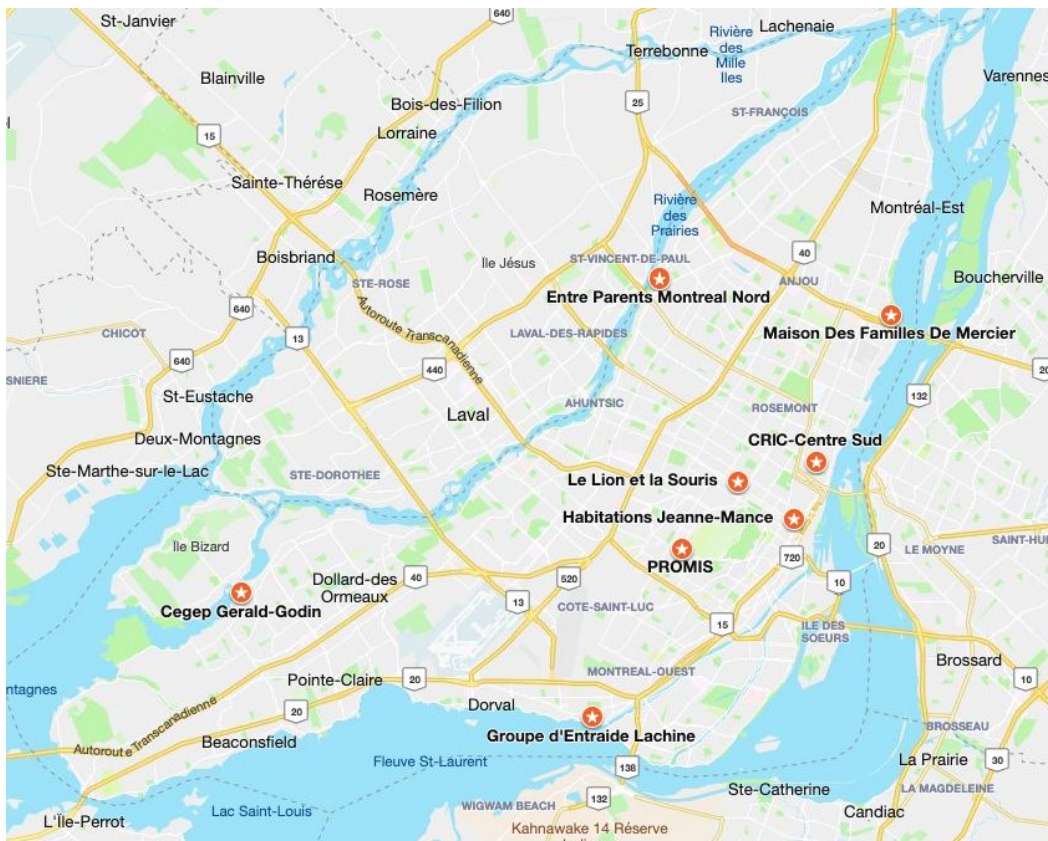 640
St-Janvier
Lachenaie
Rivière
des
Mille
Iles
Terrebonne
Blainville
Varennes
25
Bois-des-Filion
ST-FRANÇOIS
15
Lorraine
Sainte-Thérése
Rosemère
Rivière
des
Prairies
Montréal-Est
Boisbriand
Île Jésus
ST-VINCENT-DE-PAUL
40
STE-ROSE
ANJOU
Boucherville
Entre Parents Montreal Nord
640
Autoroute Transcanadienne
CHICOT
13
LAVAL-DES-RAPIDES
Maison Des Familles De Mercier
640
440
20
SNIERE
St-Eustache
132
AHUNTSIC
ROSEMONT
Laval
Deux-Montagnes
CRIC-Centre Sud
Ste-Marthe-sur-le-Lac
STE-DOROTHEE
Le Lion et la Souris
Habitations Jeanne-Mance
SAINT-HU
Île Bizard
20
LE MOYNE
PROMIS
720
Dollard-des
Ormeaux
40
520
10
Cegep Gerald-Godin
13
COTE-SAINT-LUC
15
ILE DES
SOEURS
Brossard
MONTREAL-OUEST
Pointe-Claire
20
10
ntagnes
20
Dorval
BROSSEAU
Autoroute Transcanadienne
Beaconsfield
Groupe d'Entraide Lachine
Fleuve St-Laurent
138
La Prairie
30
Ste-Catherine
LA MAGDELEINE
Lac Saint-Louis
WIGWAM BEACH
132
Candiac
L'Île-Perrot
Kahnawake 14 Réserve